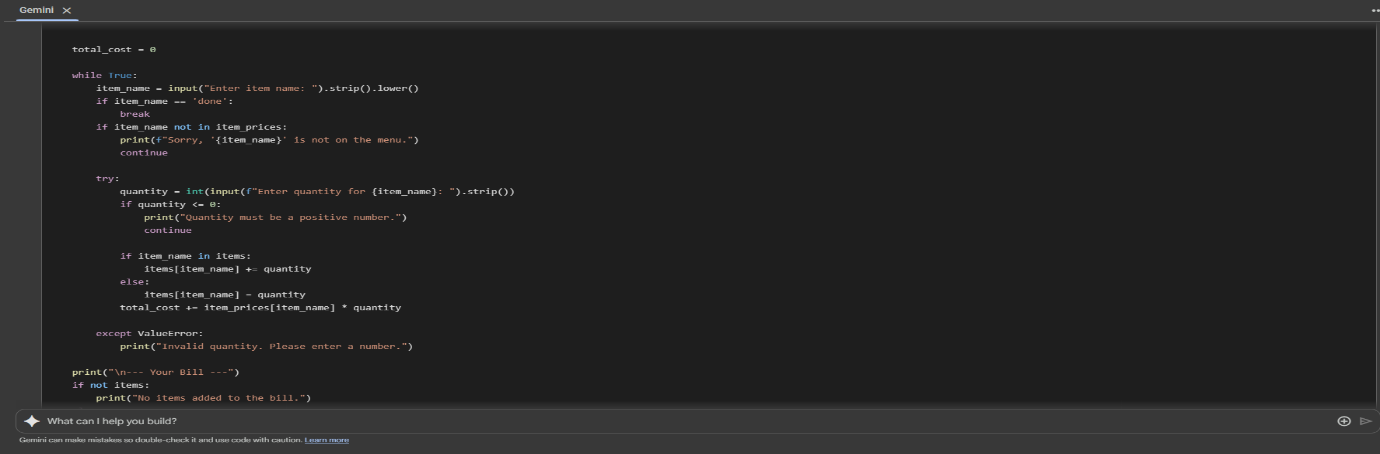 Gemini ×
total_cost = 0
while True:
item_name = input("Enter item name: ").strip().lower()
if item_name == 'done':
break
if item_name not in item_prices:
print(f"Sorry, '{item_name}' is not on the menu.")
continue
try:
quantity = int(input(f"Enter quantity for {item_name}: ").strip())
if quantity <= 0:
print("Quantity must be a positive number.")
continue
if item_name in items:
items[item_name] += quantity
else:
items[item_name] = quantity
total_cost += item_prices[item_name] * quantity
except ValueError:
print("Invalid quantity. Please enter a number.")
print("\n--- Your Bill ---")
if not items:
print("No items added to the bill.")
What can I help you build?
Gemini can make mistakes so double-check it and use code with caution. Learn more